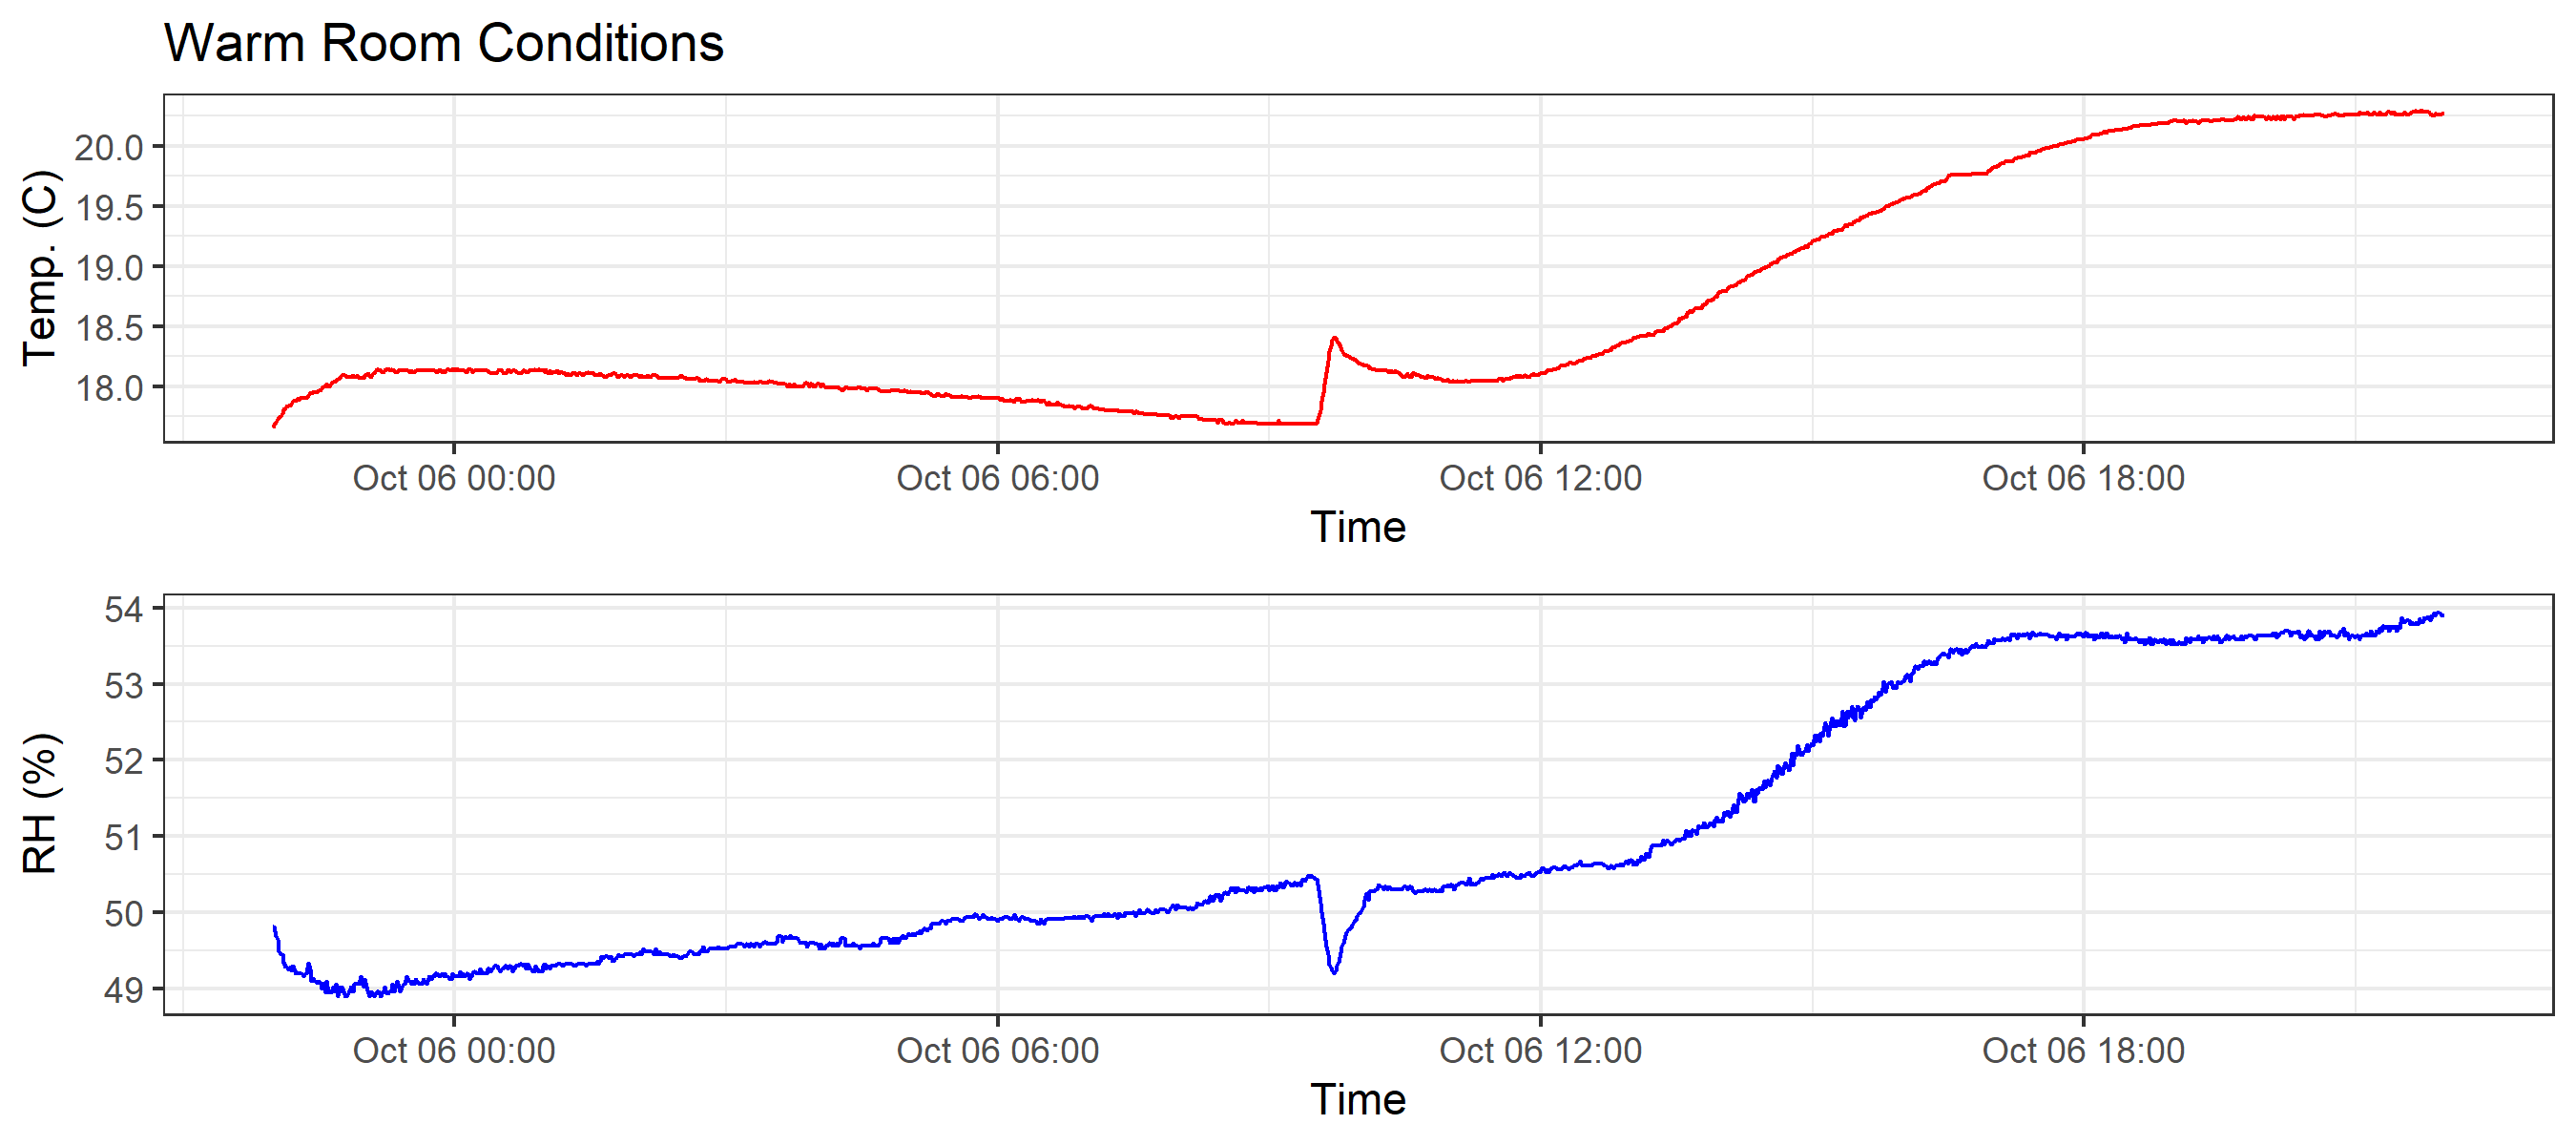 Warm Room Conditions
Temp. (C)
20.0
19.5
19.0
18.5
18.0
Oct 06 00:00 Oct 06 06:00 Oct 06 12:00 Oct 06 18:00
Time
RH (%)
54
53
52
51
50
49
Oct 06 00:00 Oct 06 06:00 Oct 06 12:00 Oct 06 18:00
Time